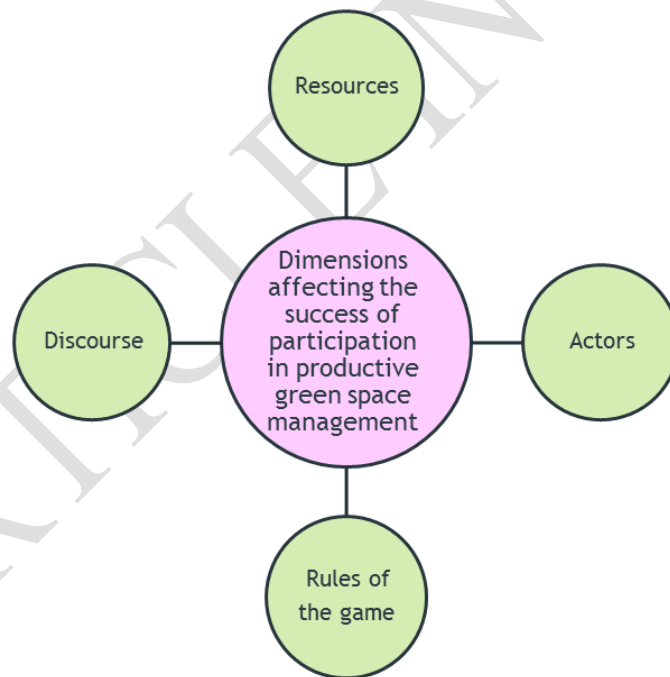 Resources
Dimensions
affecting the
success of
participation
in productive
green space
management
Discourse
Actors
Rules of
the game